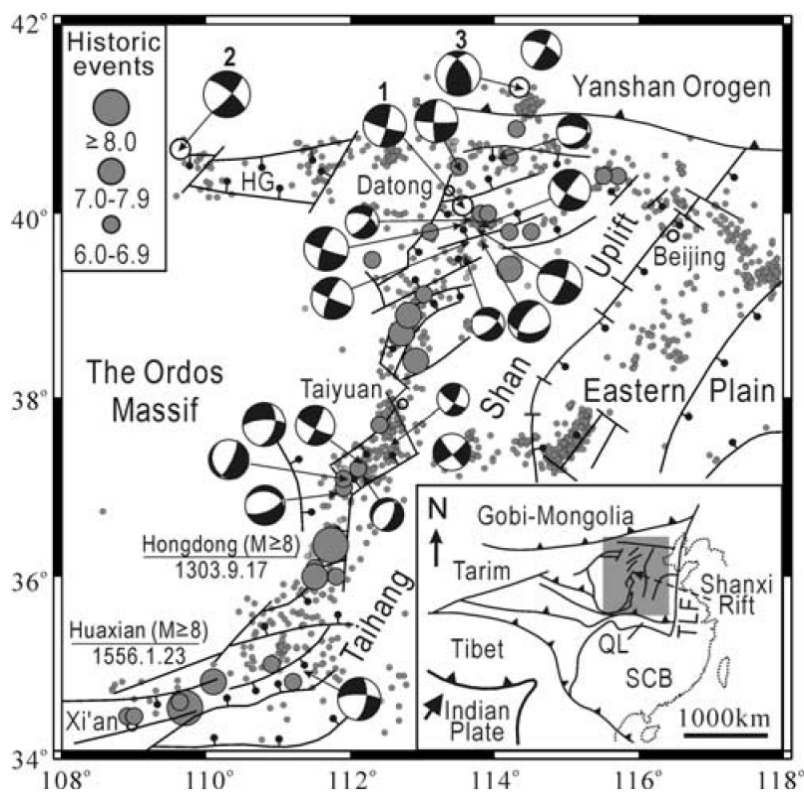 42°
40°
38°
36°
34°
108°
110°
112°
114°
116°
118°
Historic
events
≥ 8.0
7.0-7.9
6.0-6.9
2
1
3
Yanshan Orogen
HG
Datong
Beijing
Uplift
Shan
Taihang
The Ordos
Massif
Taiyuan
Eastern Plain
Hongdong (M≥8)
1303.9.17
Huaxian (M≥8)
1556.1.23
Xi'an
N
Gobi-Mongolia
Tarim
Shanxi
Rift
TLF
Tibet
QL
SCB
Indian
Plate
1000km